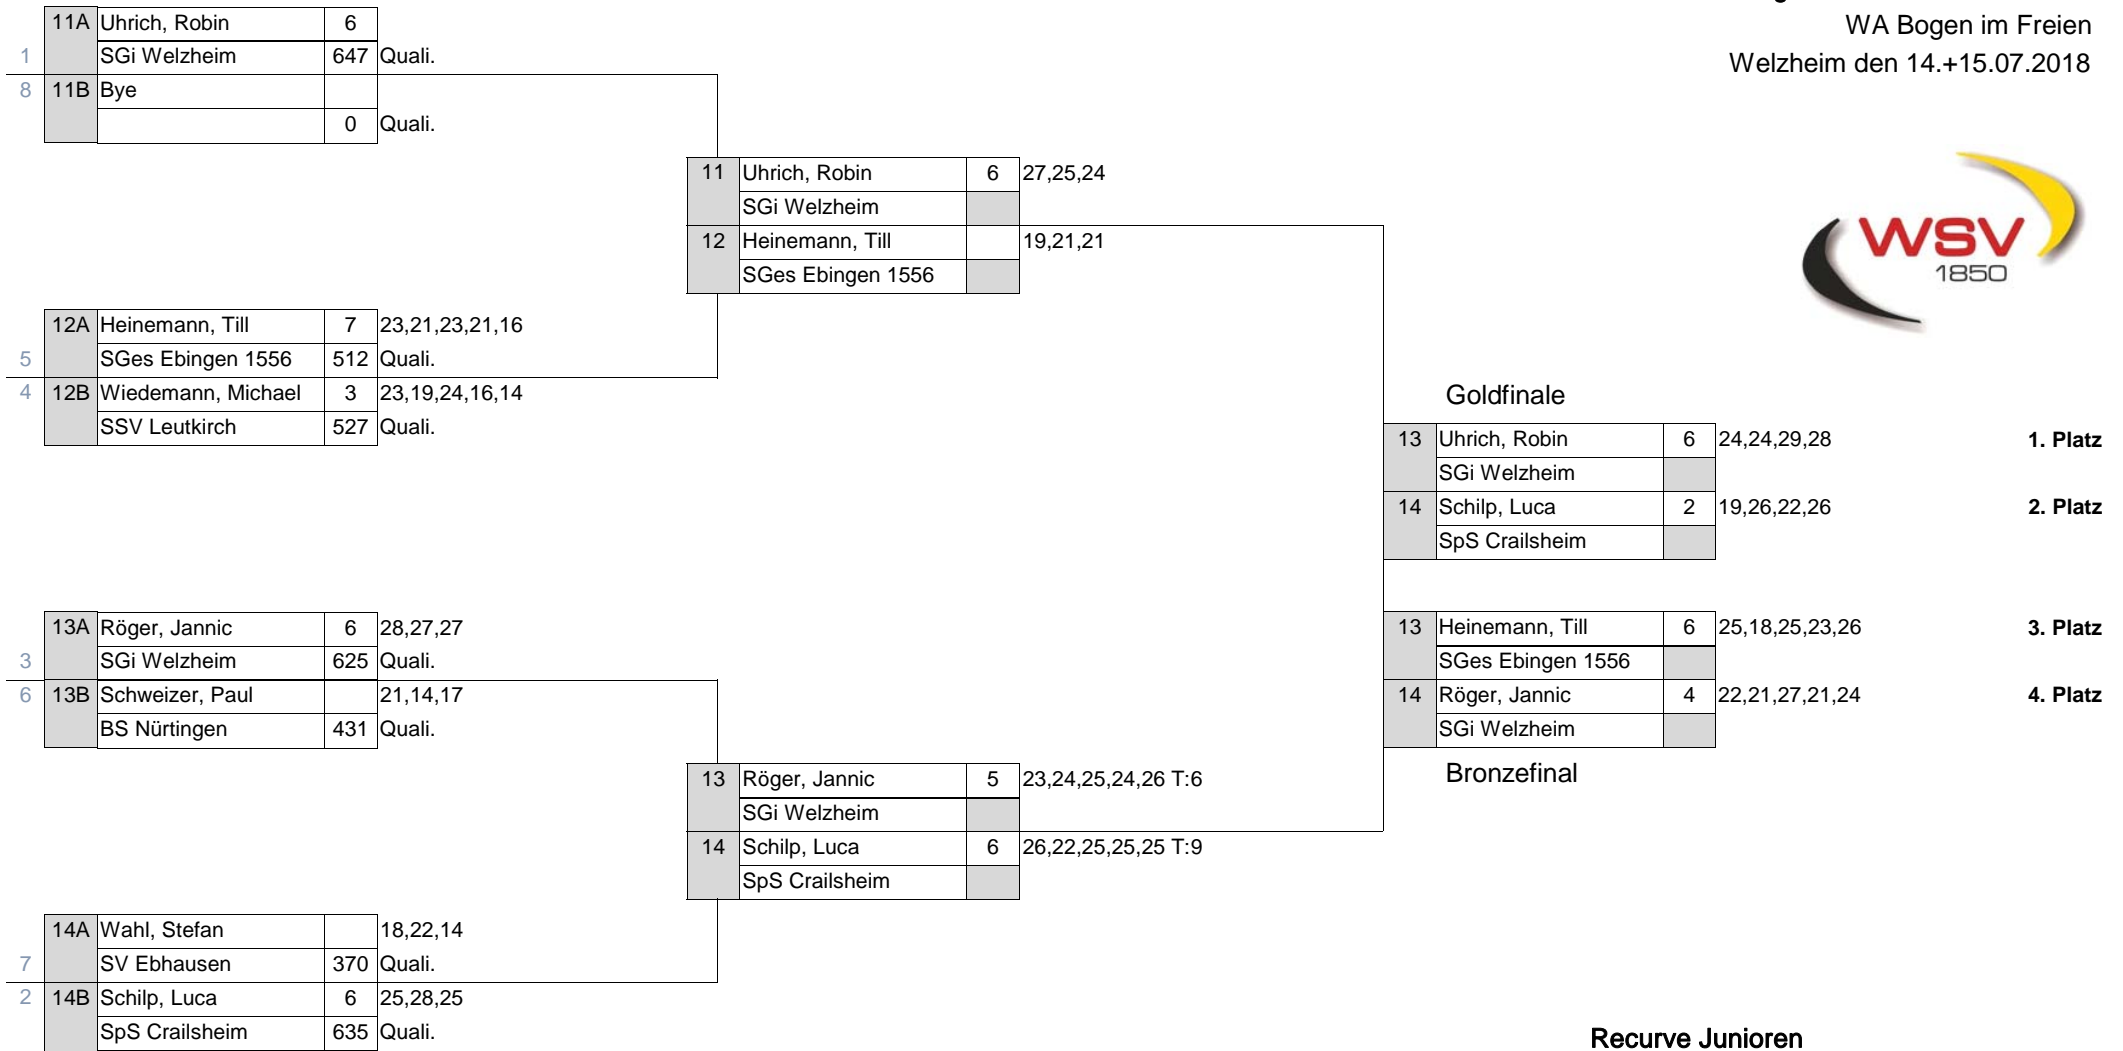 WA Bogen im Freien
Welzheim den 14.+15.07.2018
WSV
1850
11A Uhrich, Robin 6
1 SGi Welzheim 647 Quali.
8 11B Bye
0 Quali.
11 Uhrich, Robin 6 27,25,24
SGi Welzheim
12 Heinemann, Till 19,21,21
SGes Ebingen 1556
12A Heinemann, Till 7 23,21,23,21,16
5 SGes Ebingen 1556 512 Quali.
4 12B Wiedemann, Michael 3 23,19,24,16,14
SSV Leutkirch 527 Quali.
Goldfinale
13 Uhrich, Robin 6 24,24,29,28 1. Platz
SGi Welzheim
14 Schilp, Luca 2 19,26,22,26 2. Platz
SpS Crailsheim
13A Röger, Jannic 6 28,27,27
3 SGi Welzheim 625 Quali.
6 13B Schweizer, Paul 21,14,17
BS Nürtingen 431 Quali.
13 Heinemann, Till 6 25,18,25,23,26 3. Platz
SGes Ebingen 1556
14 Röger, Jannic 4 22,21,27,21,24 4. Platz
SGi Welzheim
Bronzefinal
13 Röger, Jannic 5 23,24,25,24,26 T:6
SGi Welzheim
14 Schilp, Luca 6 26,22,25,25,25 T:9
SpS Crailsheim
14A Wahl, Stefan 18,22,14
7 SV Ebhausen 370 Quali.
2 14B Schilp, Luca 6 25,28,25
SpS Crailsheim 635 Quali.
Recurve Junioren